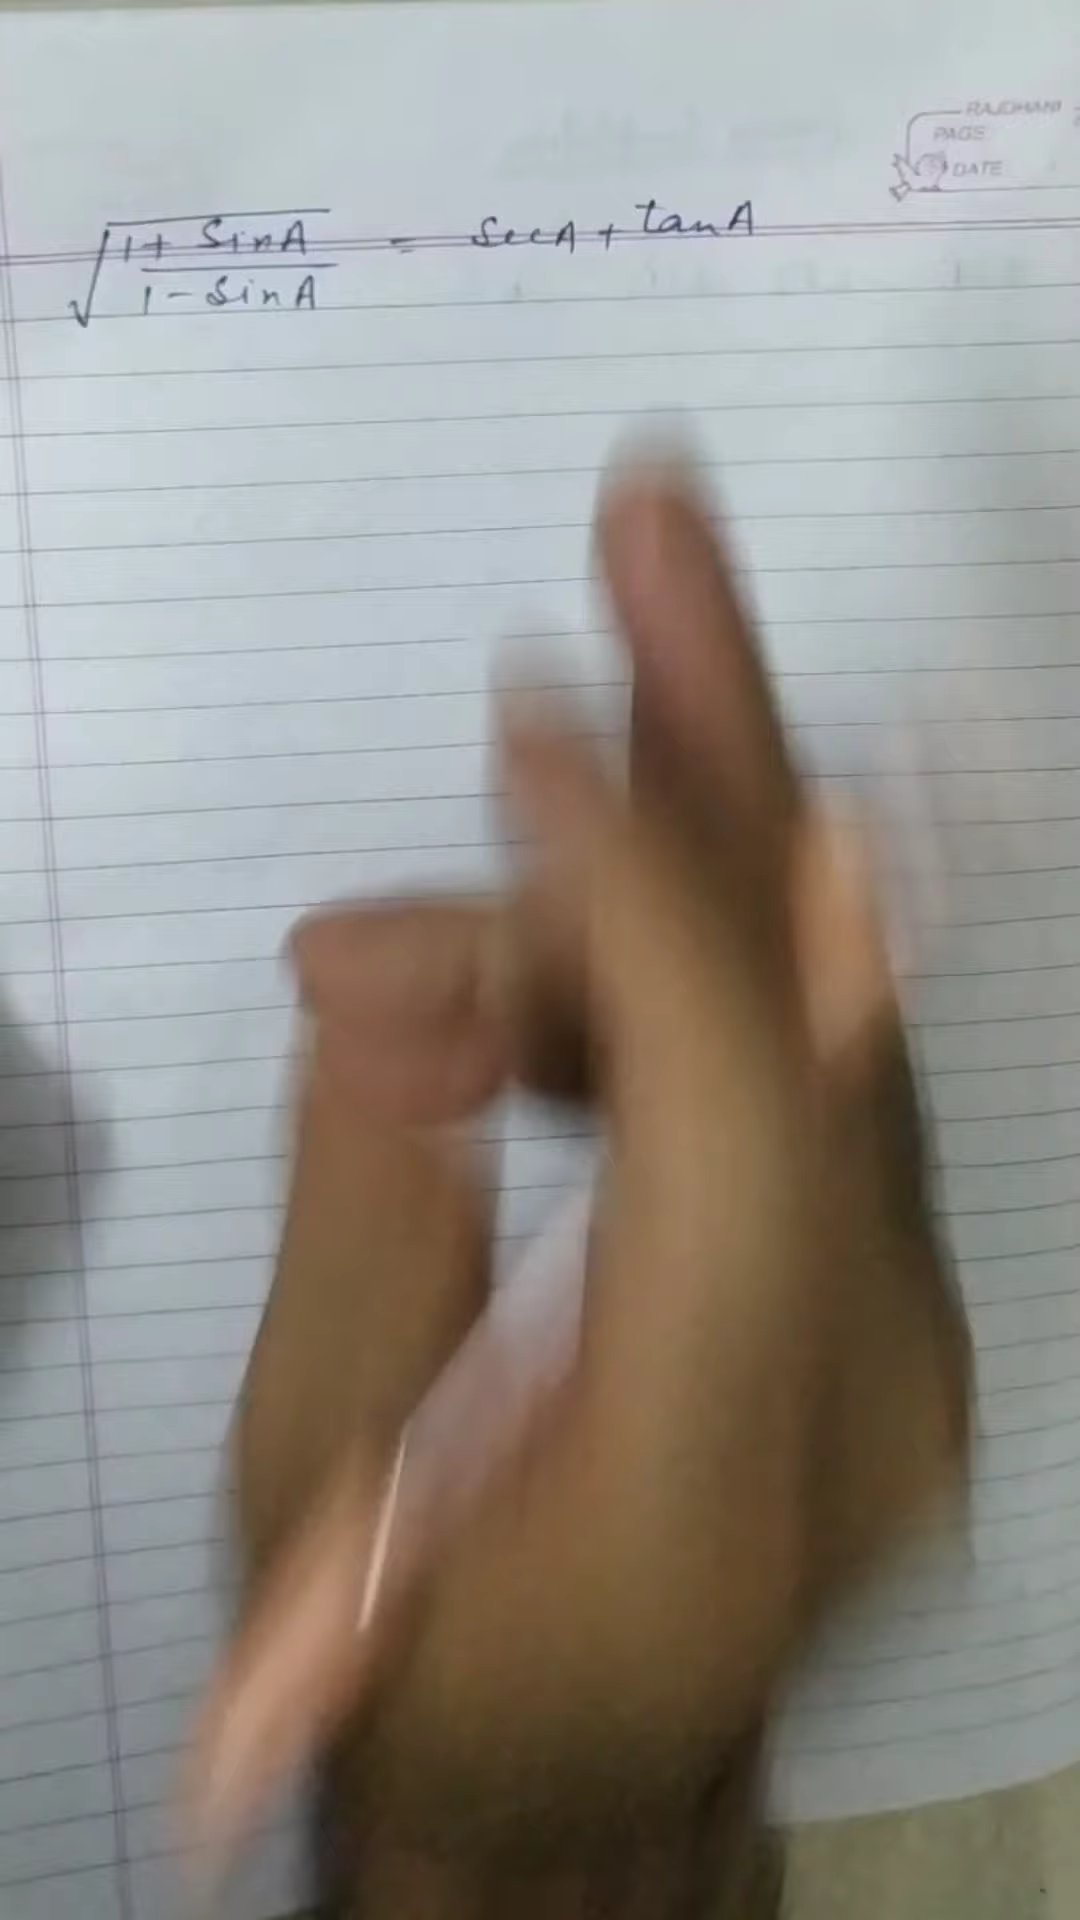 RAJDHANI
PAGE
DATE
√(1 + SinA / 1 - SinA) = SecA + tanA